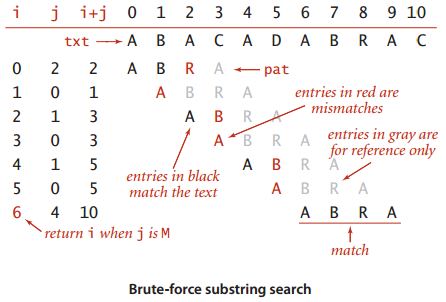 i j i+j 0 1 2 3 4 5 6 7 8 9 10
txt A B A C A D A B R A C
0 2 2 A B R A pat
1 0 1 A B R A
entries in red are
mismatches
2 1 3 A B R A
3 0 3 A B R A
entries in gray are
for reference only
4 1 5 A B R A
entries in black
match the text
5 0 5 A B R A
6 4 10 A B R A
return i when j is M
match
Brute-force substring search